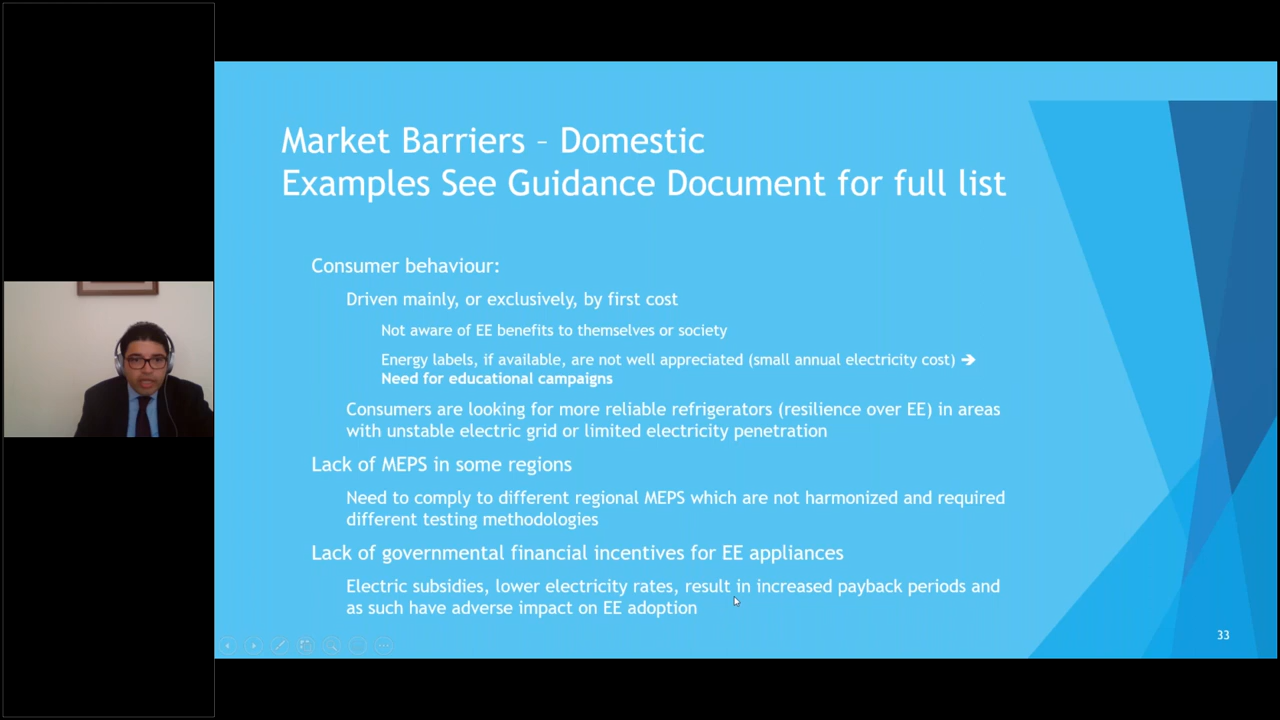 Market Barriers – Domestic
Examples See Guidance Document for full list
Consumer behaviour:
Driven mainly, or exclusively, by first cost
Not aware of EE benefits to themselves or society
Energy labels, if available, are not well appreciated (small annual electricity cost) ➔
Need for educational campaigns
Consumers are looking for more reliable refrigerators (resilience over EE) in areas
with unstable electric grid or limited electricity penetration
Lack of MEPS in some regions
Need to comply to different regional MEPS which are not harmonized and required
different testing methodologies
Lack of governmental financial incentives for EE appliances
Electric subsidies, lower electricity rates, result in increased payback periods and
as such have adverse impact on EE adoption
33